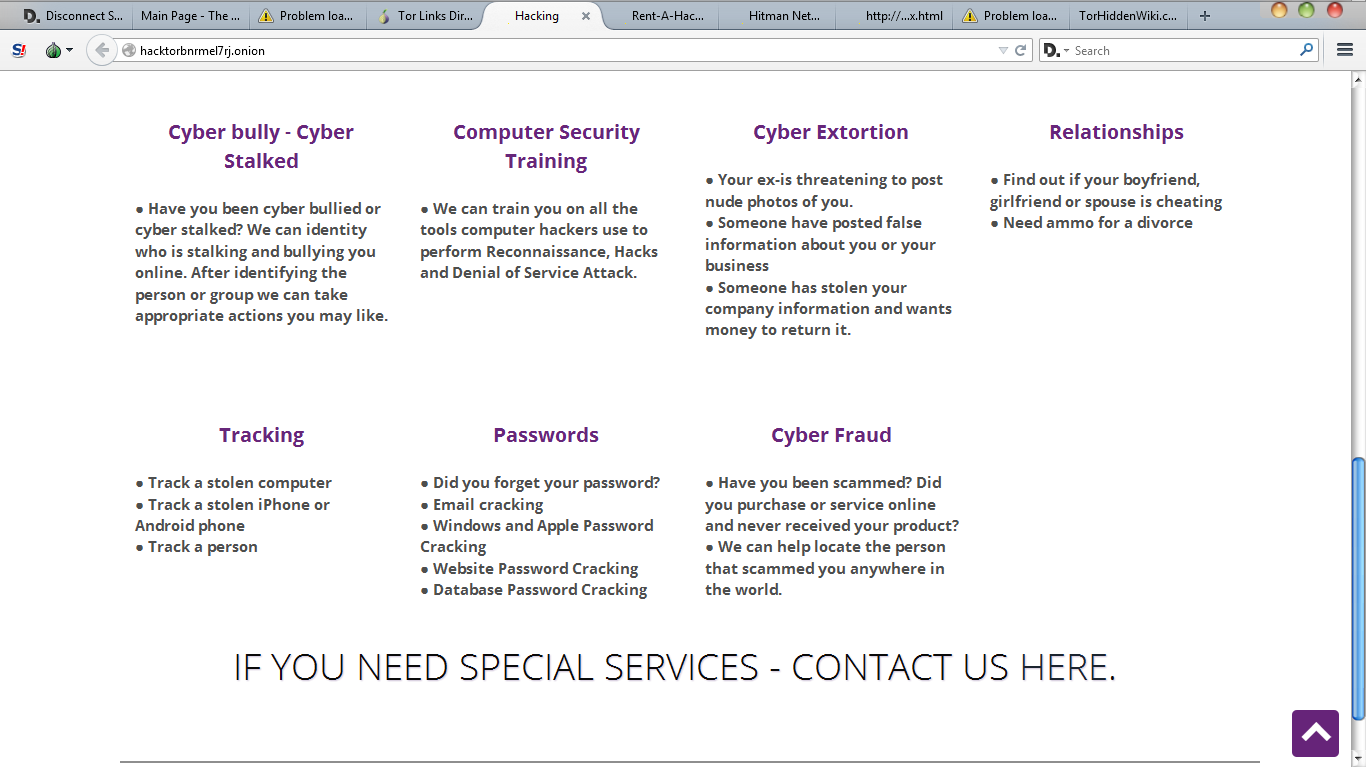 Disconnect S...
Main Page - The ...
Problem loa...
Tor Links Dir...
Hacking
Rent-A-Hac...
Hitman Net...
http://...x.html
Problem loa...
TorHiddenWiki.c...
S!
hacktorbnrmel7rj.onion
D.
Search
Cyber bully - Cyber
Stalked
• Have you been cyber bullied or
cyber stalked? We can identity
who is stalking and bullying you
online. After identifying the
person or group we can take
appropriate actions you may like.
Computer Security
Training
• We can train you on all the
tools computer hackers use to
perform Reconnaissance, Hacks
and Denial of Service Attack.
Cyber Extortion
• Your ex-is threatening to post
nude photos of you.
• Someone have posted false
information about you or your
business
• Someone has stolen your
company information and wants
money to return it.
Relationships
• Find out if your boyfriend,
girlfriend or spouse is cheating
• Need ammo for a divorce
Tracking
• Track a stolen computer
• Track a stolen iPhone or
Android phone
• Track a person
Passwords
• Did you forget your password?
• Email cracking
• Windows and Apple Password
Cracking
• Website Password Cracking
• Database Password Cracking
Cyber Fraud
• Have you been scammed? Did
you purchase or service online
and never received your product?
• We can help locate the person
that scammed you anywhere in
the world.
IF YOU NEED SPECIAL SERVICES - CONTACT US HERE.